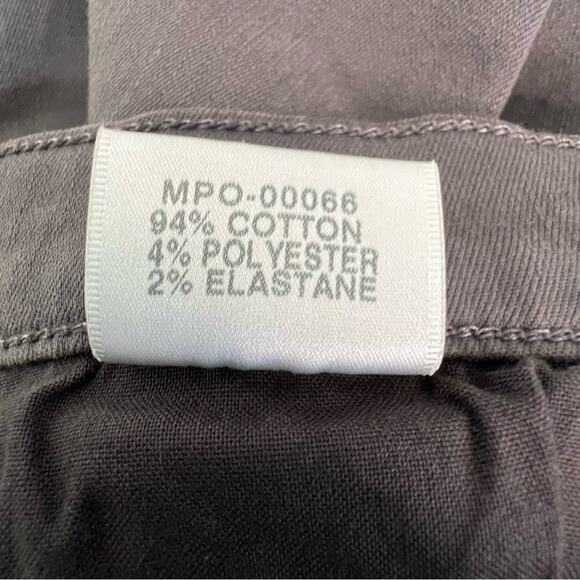 MPO-00066
94% COTTON
4% POLYESTER
2% ELASTANE